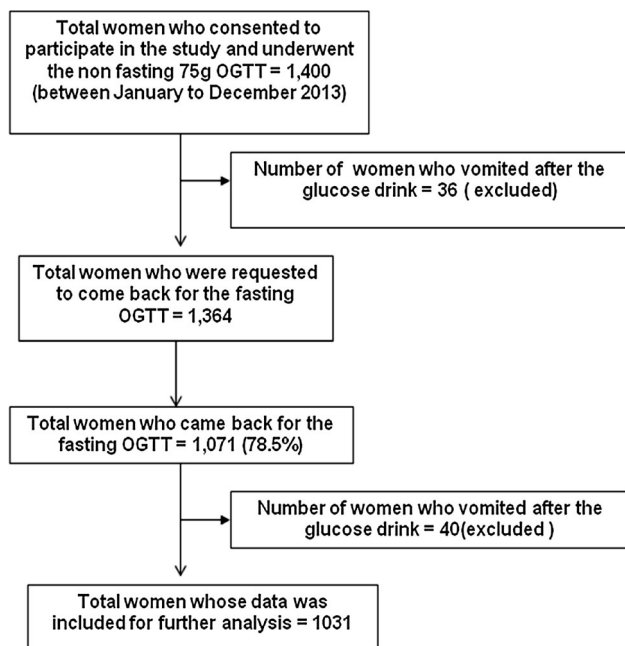 Total women who consented to
participate in the study and underwent
the non fasting 75g OGTT = 1,400
(between January to December 2013)
Number of women who vomited after the
glucose drink = 36 ( excluded)
Total women who were requested
to come back for the fasting
OGTT = 1,364
Total women who came back for the
fasting OGTT = 1,071 (78.5%)
Number of women who vomited after the
glucose drink = 40(excluded )
Total women whose data was
included for further analysis = 1031